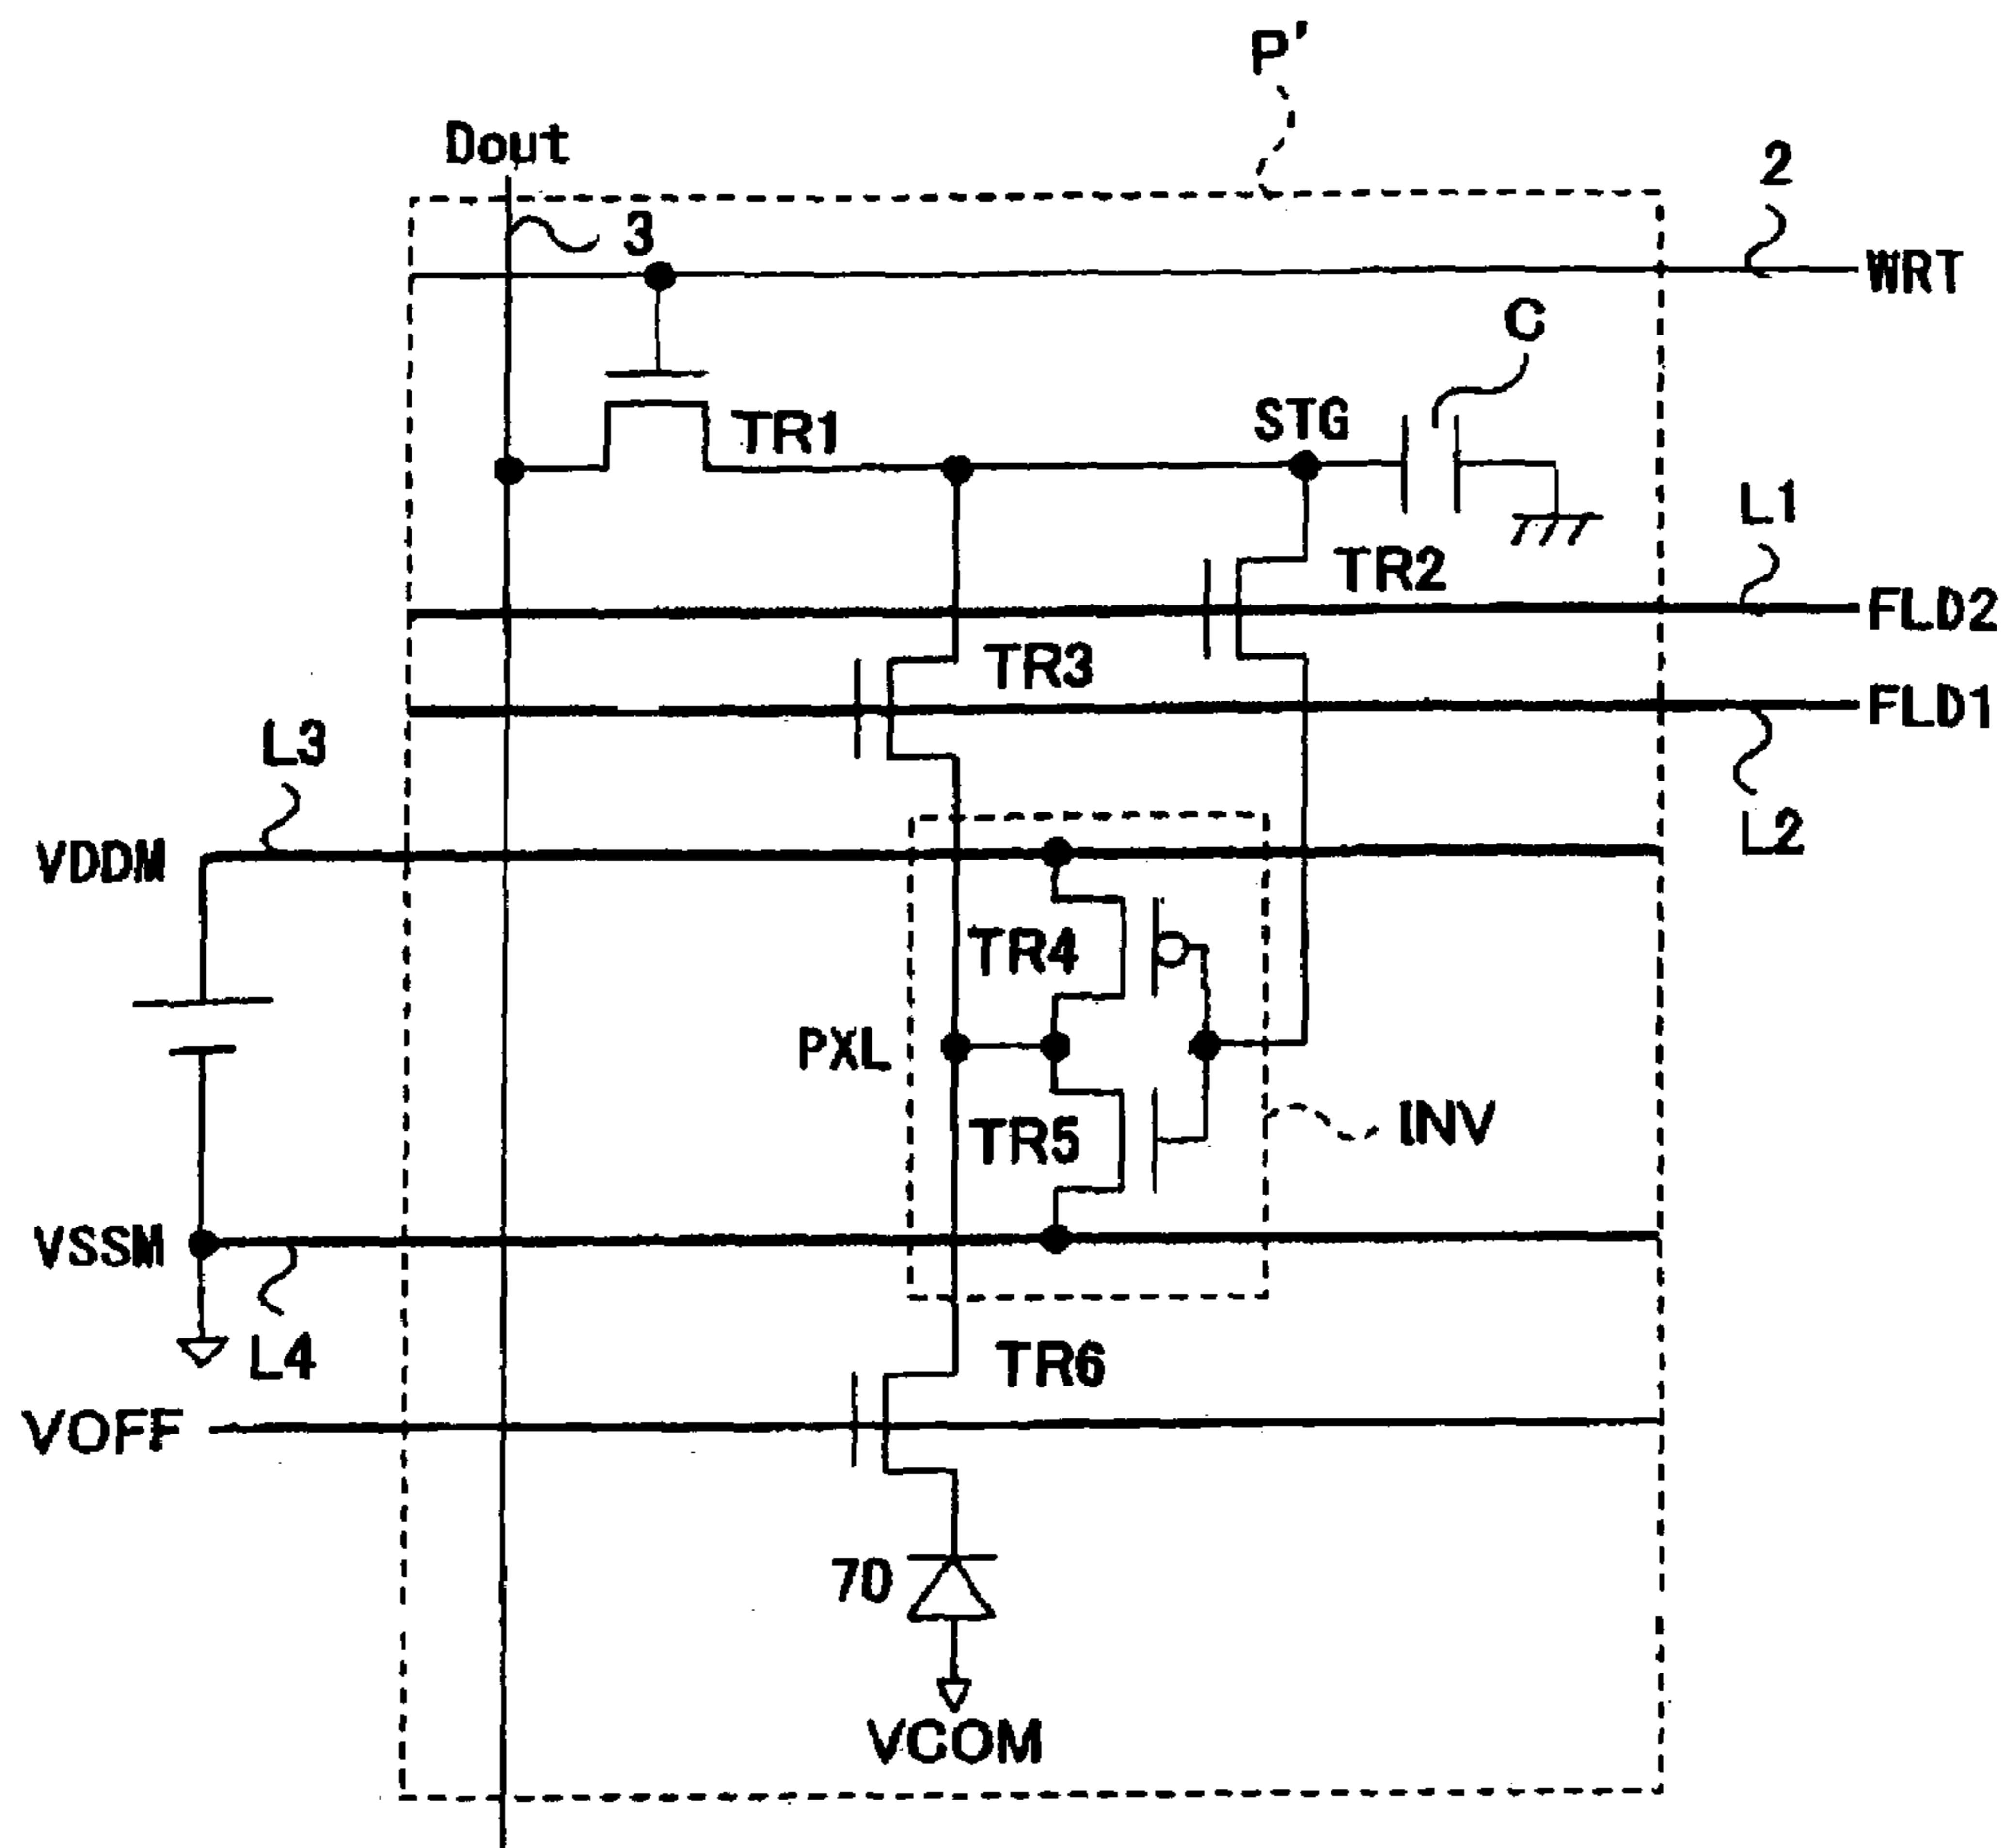 P'
Dout
2
3
WRT
C
TR1
STG
L1
TR2
FLD2
TR3
FLD1
L3
L2
VDDM
TR4
PXL
INV
TR5
VSSM
L4
TR6
VOFF
70
VCOM